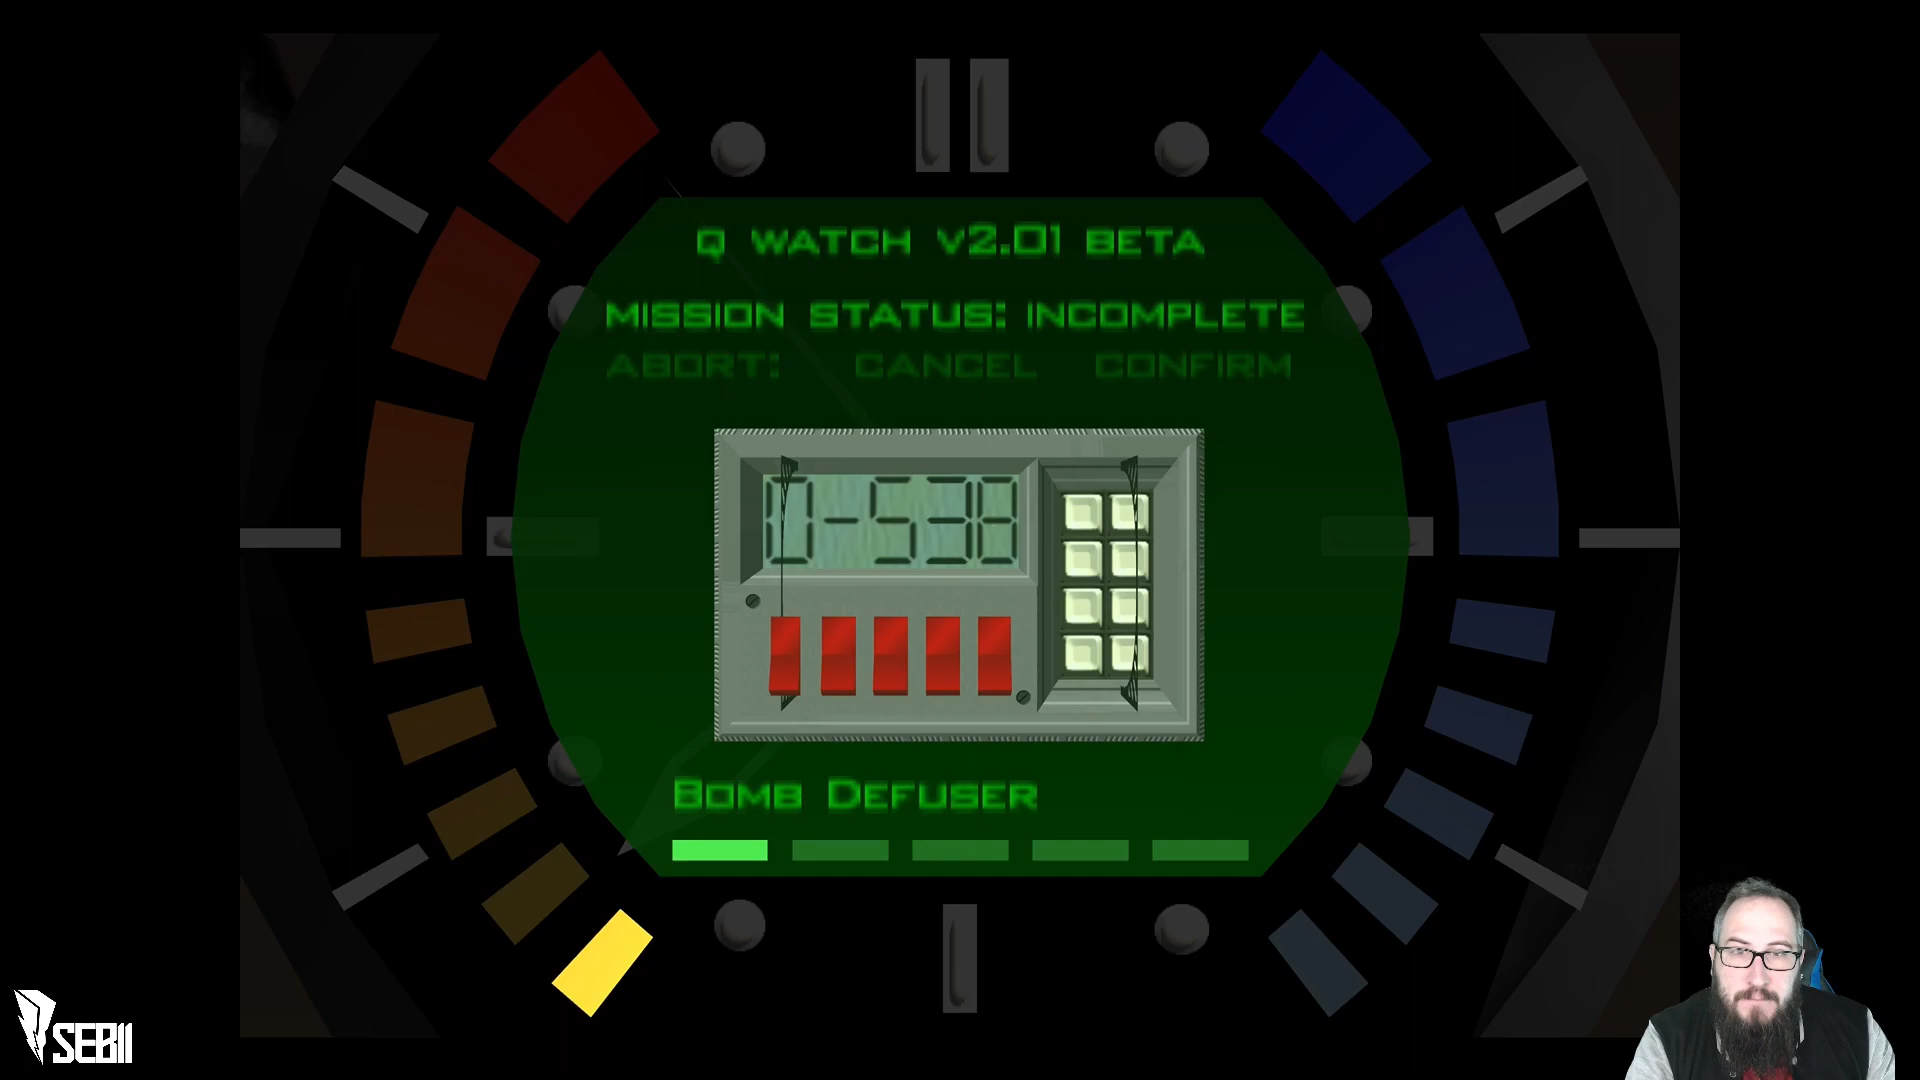 Q WATCH V2.01 BETA
MISSION STATUS: INCOMPLETE
ABORT: CANCEL CONFIRM
0-538
BOMB DEFUSER
SEBII